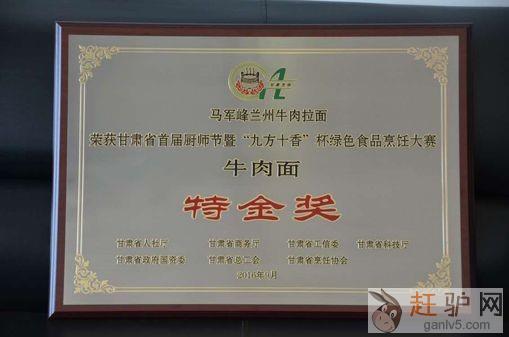 马军峰兰州牛肉拉面
荣获甘肃省首届厨师节暨“九方十香”杯绿色食品烹饪大赛
牛肉面
特金奖
甘肃省人社厅 甘肃省商务厅 甘肃省工信委 甘肃省科技厅
甘肃省政府国资委 甘肃省总工会 甘肃省烹饪协会
2016年9月
赶驴网
ganlv5.com